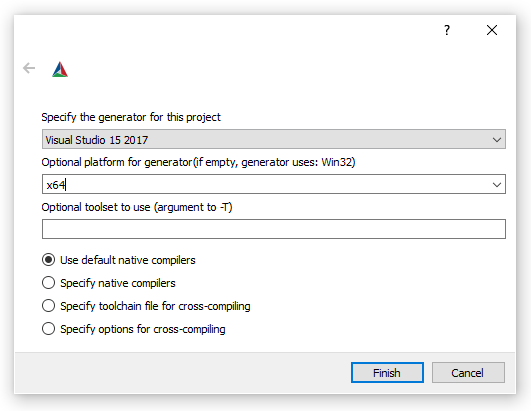 ?
Specify the generator for this project
Visual Studio 15 2017
Optional platform for generator(if empty, generator uses: Win32)
x64
Optional toolset to use (argument to -T)
Use default native compilers
Specify native compilers
Specify toolchain file for cross-compiling
Specify options for cross-compiling
Finish
Cancel